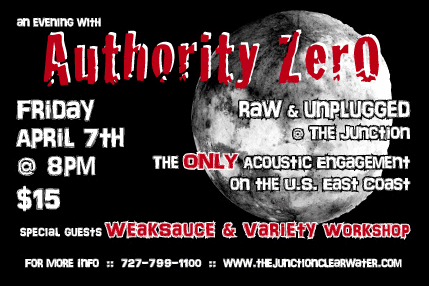 an evening with
Authority Zero
Friday
April 7th
@ 8pm
$15
Raw & Unplugged
@ The Junction
The ONLY acoustic engagement
on the U.S. East Coast
special guests Weaksauce & Variety Workshop
for more info :: 727-799-1100 :: www.thejunctionclearwater.com